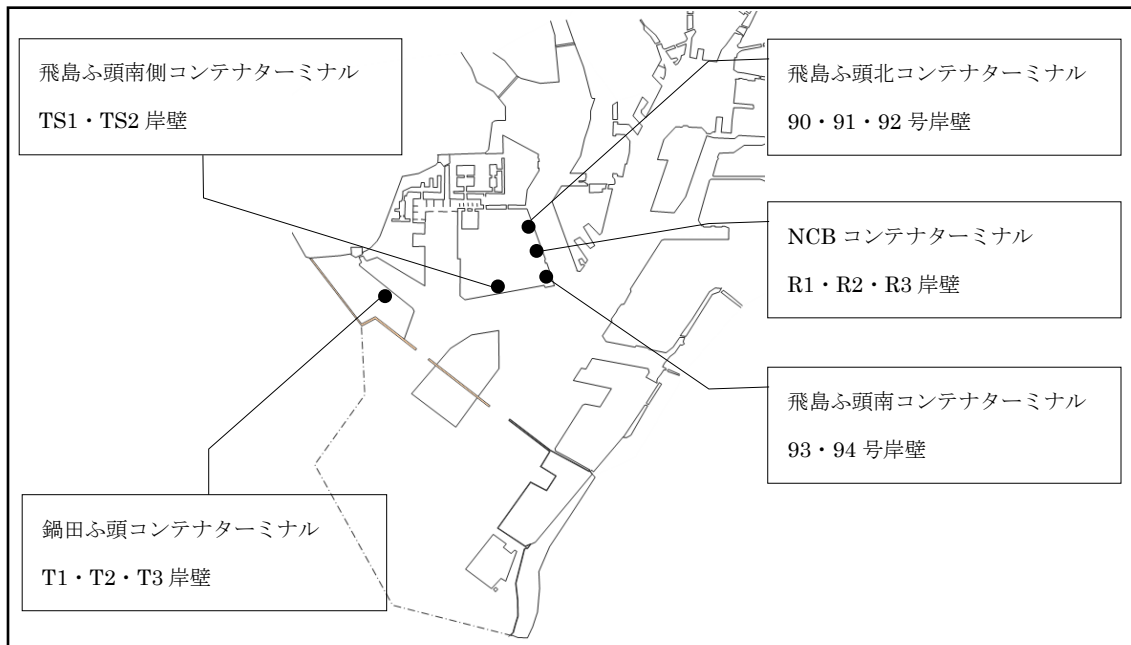 飛島ふ頭南側コンテナターミナル
TS1・TS2 岸壁
飛島ふ頭北コンテナターミナル
90・91・92 号岸壁
NCB コンテナターミナル
R1・R2・R3 岸壁
飛島ふ頭南コンテナターミナル
93・94 号岸壁
鍋田ふ頭コンテナターミナル
T1・T2・T3 岸壁